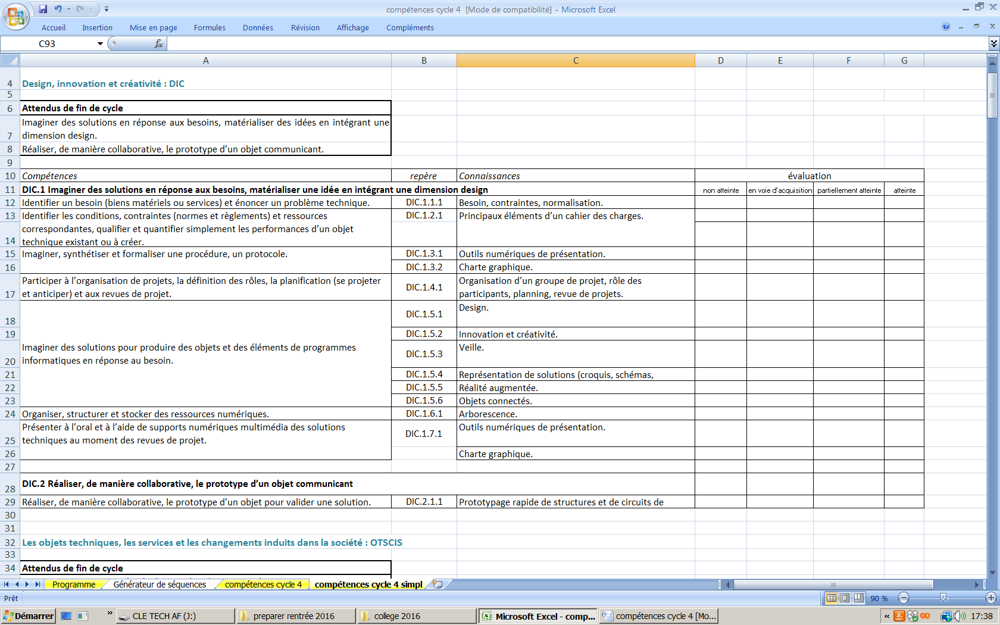 compétences cycle 4 [Mode de compatibilité] - Microsoft Excel
Accueil Insertion Mise en page Formules Données Révision Affichage Compléments
C93 fx
A B C D E F G
4 Design, innovation et créativité : DIC
5
6 Attendus de fin de cycle
Imaginer des solutions en réponse aux besoins, matérialiser des idées en intégrant une
7 dimension design.
8 Réaliser, de manière collaborative, le prototype d’un objet communicant.
9
10 Compétences repère Connaissances évaluation
11 DIC.1 Imaginer des solutions en réponse aux besoins, matérialiser une idée en intégrant une dimension design non atteinte en voie d'acquisition partiellement atteinte atteinte
12 Identifier un besoin (biens matériels ou services) et énoncer un problème technique. DIC.1.1.1 Besoin, contraintes, normalisation.
13 Identifier les conditions, contraintes (normes et règlements) et ressources DIC.1.2.1 Principaux éléments d’un cahier des charges.
correspondantes, qualifier et quantifier simplement les performances d’un objet
14 technique existant ou à créer.
15 Imaginer, synthétiser et formaliser une procédure, un protocole. DIC.1.3.1 Outils numériques de présentation.
16 DIC.1.3.2 Charte graphique.
Participer à l’organisation de projets, la définition des rôles, la planification (se projeter DIC.1.4.1 Organisation d’un groupe de projet, rôle des
17 et anticiper) et aux revues de projet. participants, planning, revue de projets.
18 DIC.1.5.1 Design.
19 DIC.1.5.2 Innovation et créativité.
Imaginer des solutions pour produire des objets et des éléments de programmes DIC.1.5.3 Veille.
20 informatiques en réponse au besoin.
21 DIC.1.5.4 Représentation de solutions (croquis, schémas,
22 DIC.1.5.5 Réalité augmentée.
23 DIC.1.5.6 Objets connectés.
24 Organiser, structurer et stocker des ressources numériques. DIC.1.6.1 Arborescence.
Présenter à l’oral et à l’aide de supports numériques multimédia des solutions DIC.1.7.1 Outils numériques de présentation.
25 techniques au moment des revues de projet.
26 Charte graphique.
27
28 DIC.2 Réaliser, de manière collaborative, le prototype d’un objet communicant
29 Réaliser, de manière collaborative, le prototype d’un objet pour valider une solution. DIC.2.1.1 Prototypage rapide de structures et de circuits de
30
31
32 Les objets techniques, les services et les changements induits dans la société : OTSCIS
33
34 Attendus de fin de cycle
Programme Générateur de séquences compétences cycle 4 compétences cycle 4 simpl
Prêt 90 %
Démarrer » CLE TECH AF (J:) preparer rentrée 2016 college 2016 Microsoft Excel - comp... compétences cycle 4 [Mo... « 17:38